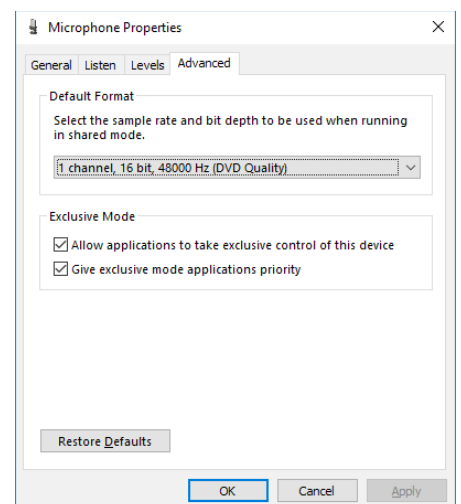 Microphone Properties
General Listen Levels Advanced
Default Format
Select the sample rate and bit depth to be used when running
in shared mode.
1 channel, 16 bit, 48000 Hz (DVD Quality)
Exclusive Mode
Allow applications to take exclusive control of this device
Give exclusive mode applications priority
Restore Defaults
OK Cancel Apply